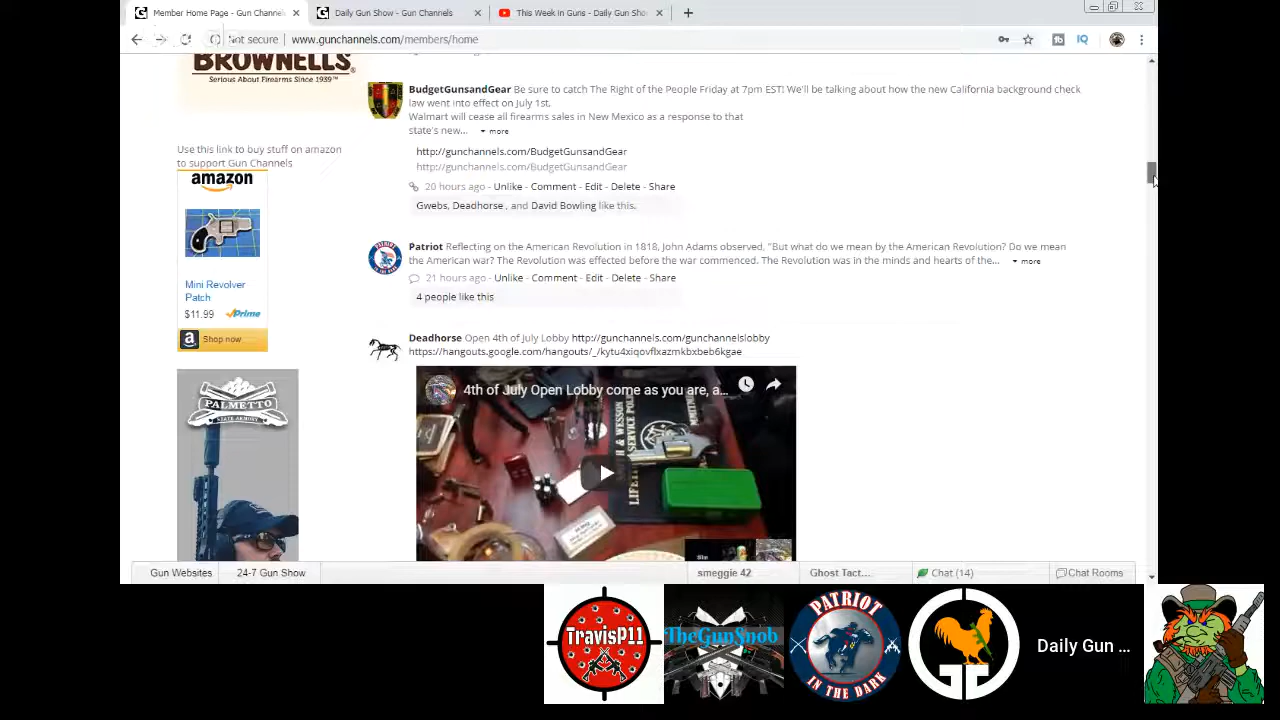 Member Home Page - Gun Channel
Daily Gun Show - Gun Channels
This Week In Guns - Daily Gun Sho
Not secure
www.gunchannels.com/members/home
BROWNELLS
Serious About Firearms Since 1939™
BudgetGunsandGear Be sure to catch The Right of the People Friday at 7pm EST! We'll be talking about how the new California background check
law went into effect on July 1st.
Walmart will cease all firearms sales in New Mexico as a response to that
state's new... more
http://gunchannels.com/BudgetGunsandGear
http://gunchannels.com/BudgetGunsandGear
20 hours ago - Unlike - Comment - Edit - Delete - Share
Gwebs, Deadhorse , and David Bowling like this.
Use this link to buy stuff on amazon
to support Gun Channels
amazon
Mini Revolver
Patch
$11.99 Prime
Shop now
Patriot Reflecting on the American Revolution in 1818, John Adams observed, "But what do we mean by the American Revolution? Do we mean
the American war? The Revolution was effected before the war commenced. The Revolution was in the minds and hearts of the... more
21 hours ago - Unlike - Comment - Edit - Delete - Share
4 people like this
Deadhorse Open 4th of July Lobby http://gunchannels.com/gunchannelslobby
https://hangouts.google.com/hangouts/_/kytu4xiqovflxazmkbxbeb6kgae
4th of July Open Lobby come as you are, a...
PALMETTO
STATE ARMORY
Gun Websites
24-7 Gun Show
smeggie 42
Ghost Tact...
Chat (14)
Chat Rooms
TravisP11
TheGunSnob
PATRIOT
IN THE DARK
Daily Gun ...